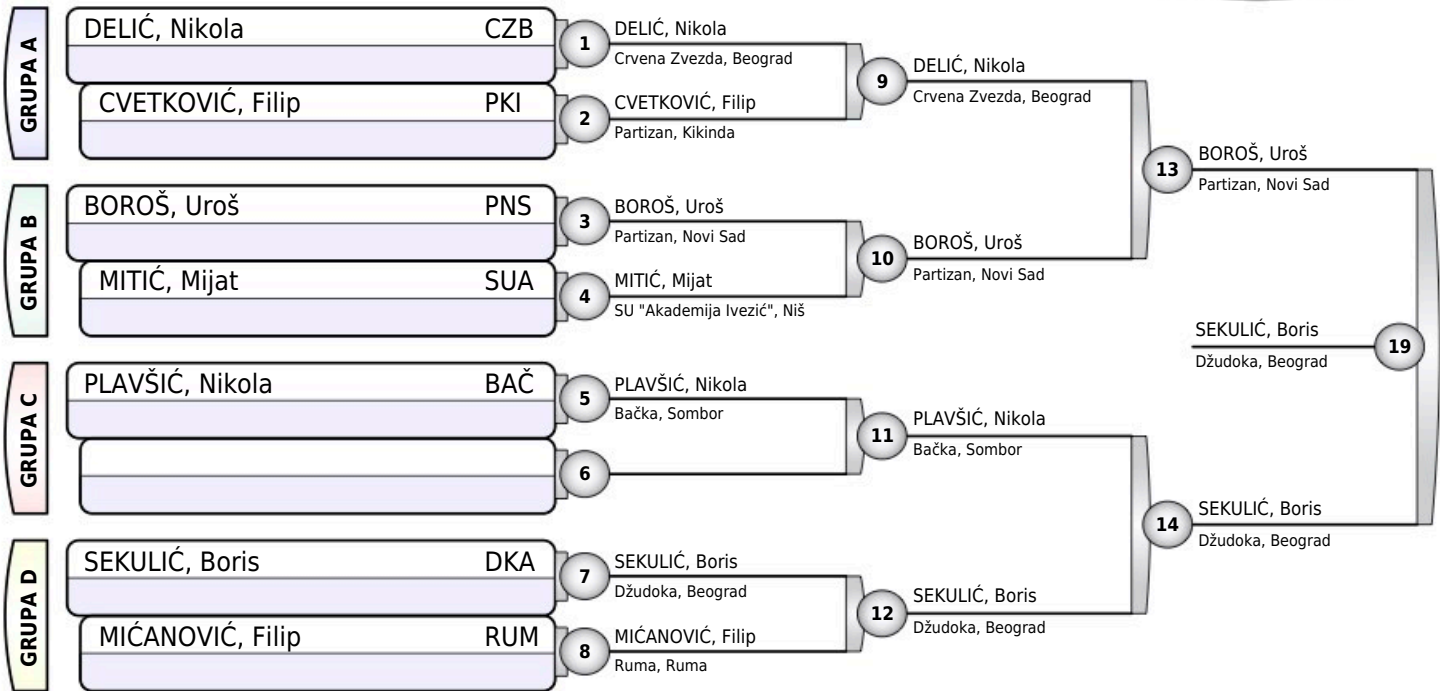 GRUPA A
DELIĆ, Nikola CZB
CVETKOVIĆ, Filip PKI
1
DELIĆ, Nikola
Crvena Zvezda, Beograd
2
CVETKOVIĆ, Filip
Partizan, Kikinda
9
DELIĆ, Nikola
Crvena Zvezda, Beograd
GRUPA B
BOROŠ, Uroš PNS
MITIĆ, Mijat SUA
3
BOROŠ, Uroš
Partizan, Novi Sad
4
MITIĆ, Mijat
SU "Akademija Ivezić", Niš
10
BOROŠ, Uroš
Partizan, Novi Sad
13
BOROŠ, Uroš
Partizan, Novi Sad
GRUPA C
PLAVŠIĆ, Nikola BAČ
5
PLAVŠIĆ, Nikola
Bačka, Sombor
6
11
PLAVŠIĆ, Nikola
Bačka, Sombor
GRUPA D
SEKULIĆ, Boris DKA
MIĆANOVIĆ, Filip RUM
7
SEKULIĆ, Boris
Džudoka, Beograd
8
MIĆANOVIĆ, Filip
Ruma, Ruma
12
SEKULIĆ, Boris
Džudoka, Beograd
14
SEKULIĆ, Boris
Džudoka, Beograd
SEKULIĆ, Boris
Džudoka, Beograd
19